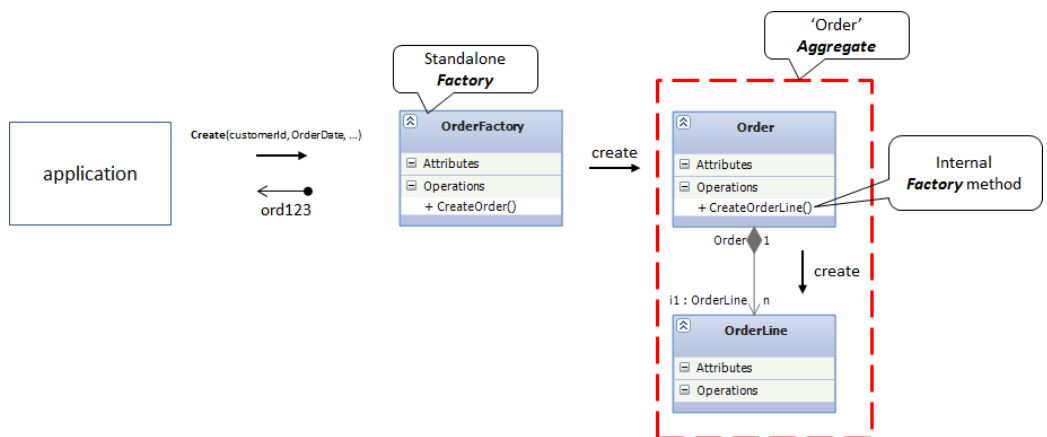 'Order'
Aggregate
Standalone
Factory
application
Create(customerId, OrderDate, ...)
ord123
OrderFactory
Attributes
Operations
+ CreateOrder()
create
Order
Attributes
Operations
+ CreateOrderLine()
Internal
Factory method
Order 1
create
i1 : OrderLine n
OrderLine
Attributes
Operations